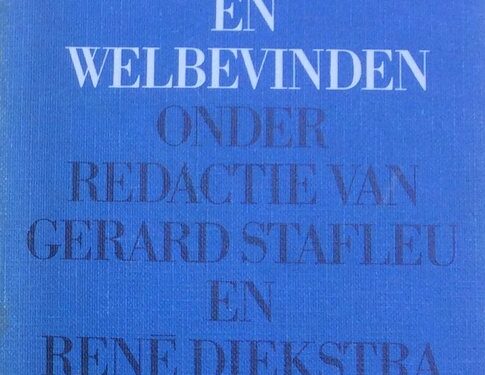 EN
WELBEVINDEN
ONDER
REDACTIE VAN
GERARD STAFLEU
EN
RENÉ DIEKSTRA